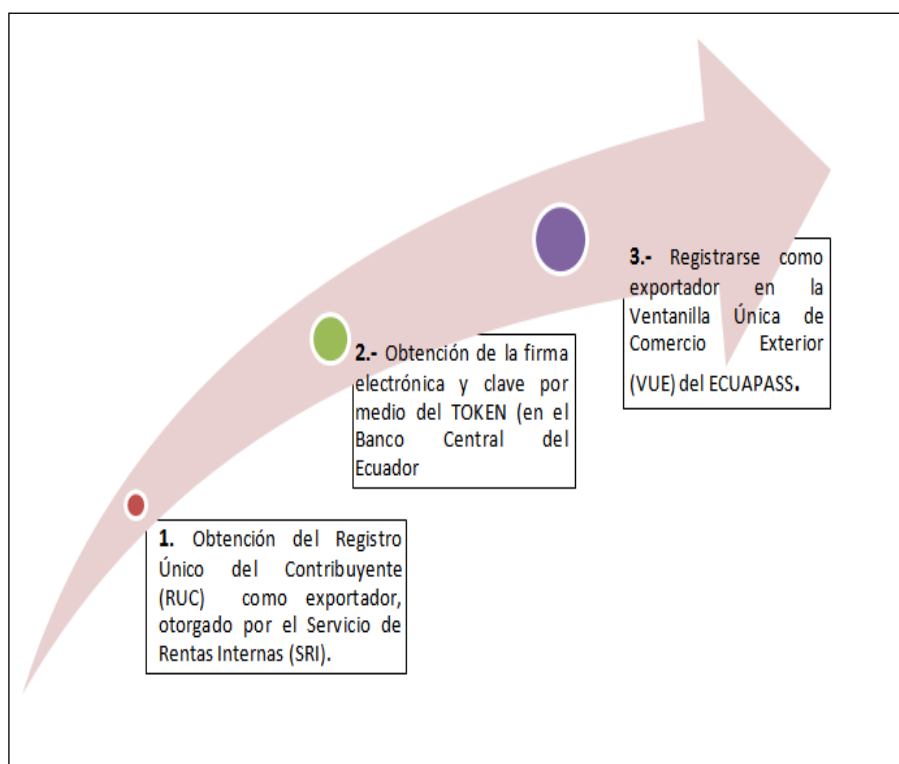 1. Obtención del Registro
Único del Contribuyente
(RUC) como exportador,
otorgado por el Servicio de
Rentas Internas (SRI).
2.- Obtención de la firma
electrónica y clave por
medio del TOKEN (en el
Banco Central del
Ecuador
3.- Registrarse como
exportador en la
Ventanilla Única de
Comercio Exterior
(VUE) del ECUAPASS.